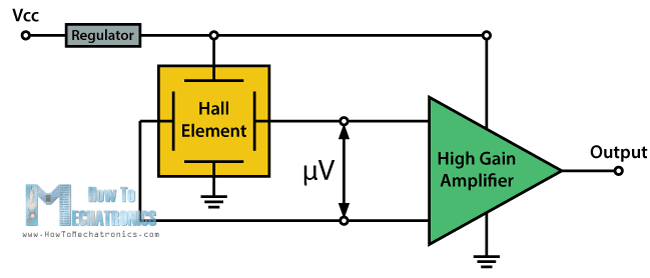 Vcc
Regulator
Hall
Element
μV
High Gain
Amplifier
Output
How To
MECHATRONICS
www.HowToMechatronics.com